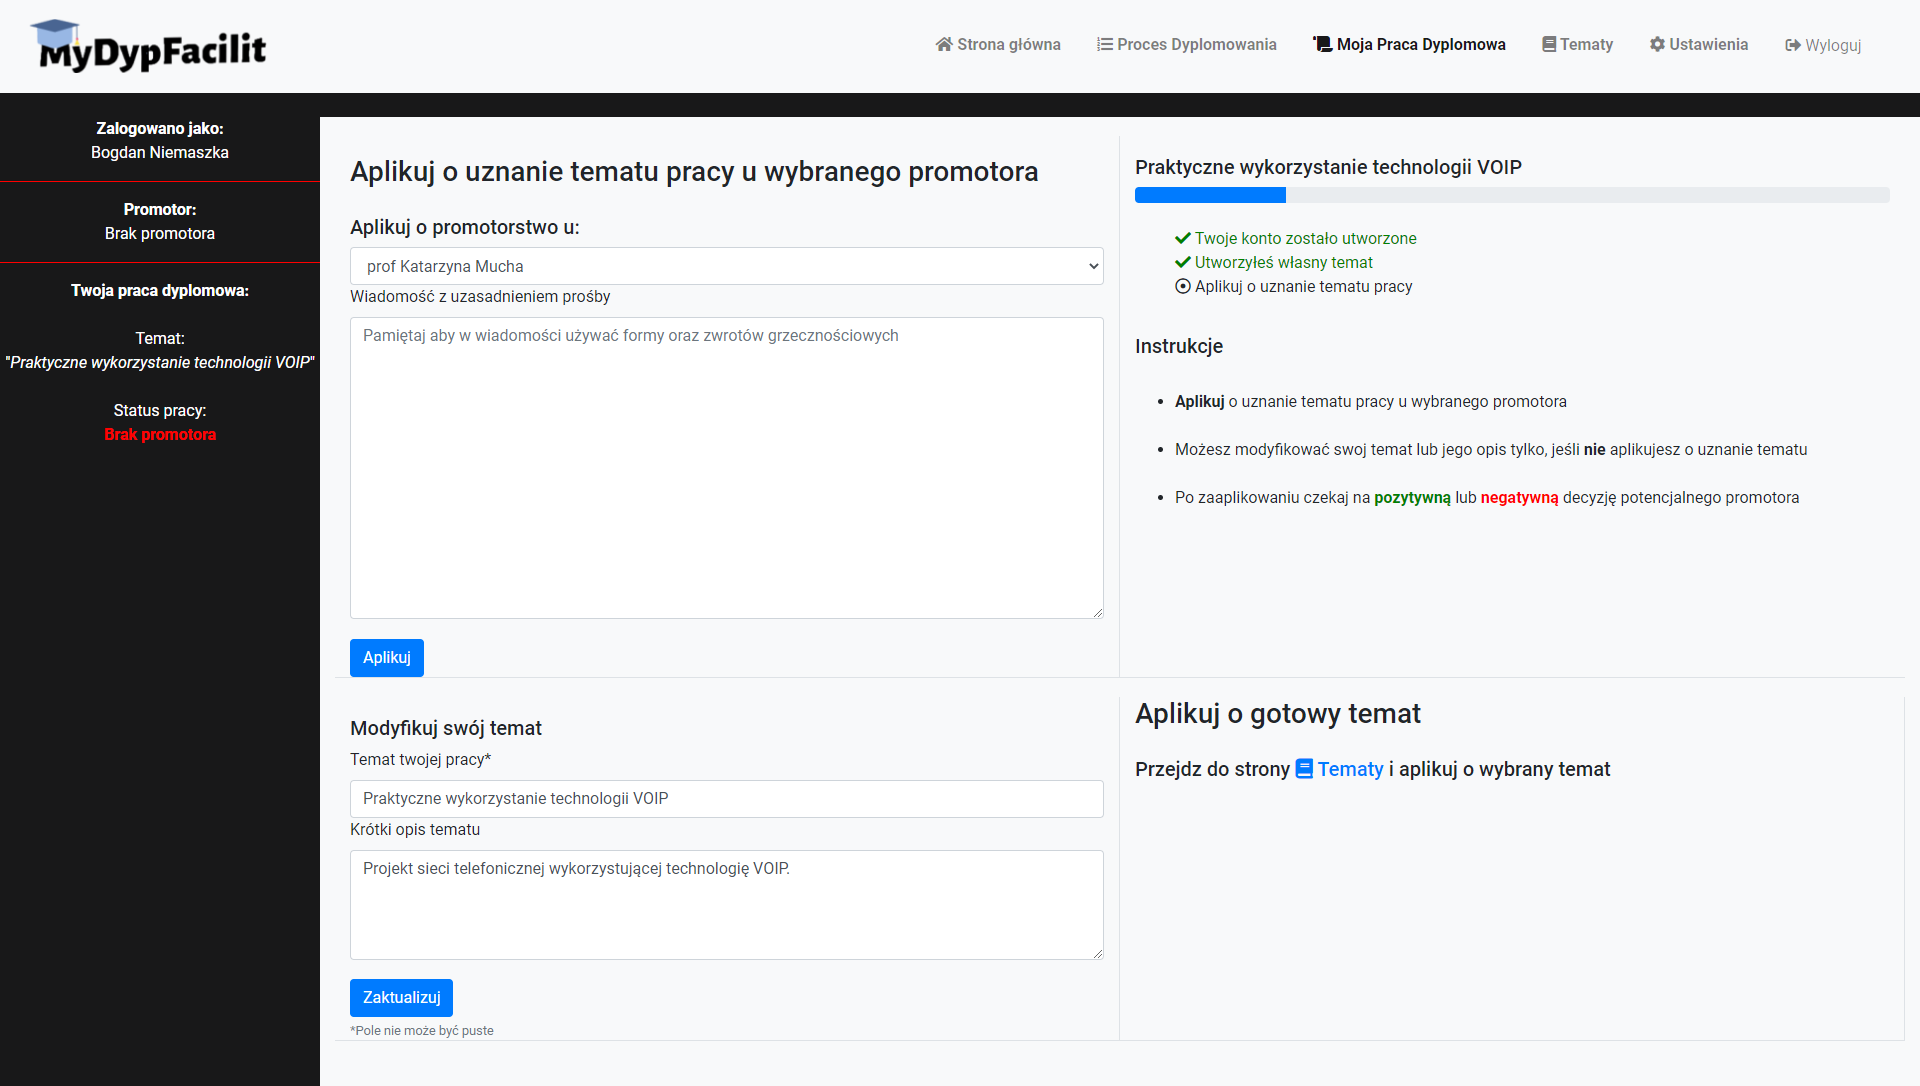 MyDypFacilit
Strona główna
Proces Dyplomowania
Moja Praca Dyplomowa
Tematy
Ustawienia
Wyloguj
Zalogowano jako:
Bogdan Niemaszka
Promotor:
Brak promotora
Twoja praca dyplomowa:
Temat:
"Praktyczne wykorzystanie technologii VOIP"
Status pracy:
Brak promotora
Aplikuj o uznanie tematu pracy u wybranego promotora
Aplikuj o promotorstwo u:
prof Katarzyna Mucha
Wiadomość z uzasadnieniem prośby
Pamiętaj aby w wiadomości używać formy oraz zwrotów grzecznościowych
Aplikuj
Praktyczne wykorzystanie technologii VOIP
Twoje konto zostało utworzone
Utworzyłeś własny temat
Aplikuj o uznanie tematu pracy
Instrukcje
• Aplikuj o uznanie tematu pracy u wybranego promotora
• Możesz modyfikować swoj temat lub jego opis tylko, jeśli nie aplikujesz o uznanie tematu
• Po zaaplikowaniu czekaj na pozytywną lub negatywną decyzję potencjalnego promotora
Modyfikuj swój temat
Temat twojej pracy*
Praktyczne wykorzystanie technologii VOIP
Krótki opis tematu
Projekt sieci telefonicznej wykorzystującej technologię VOIP.
Zaktualizuj
*Pole nie może być puste
Aplikuj o gotowy temat
Przejdz do strony Tematy i aplikuj o wybrany temat